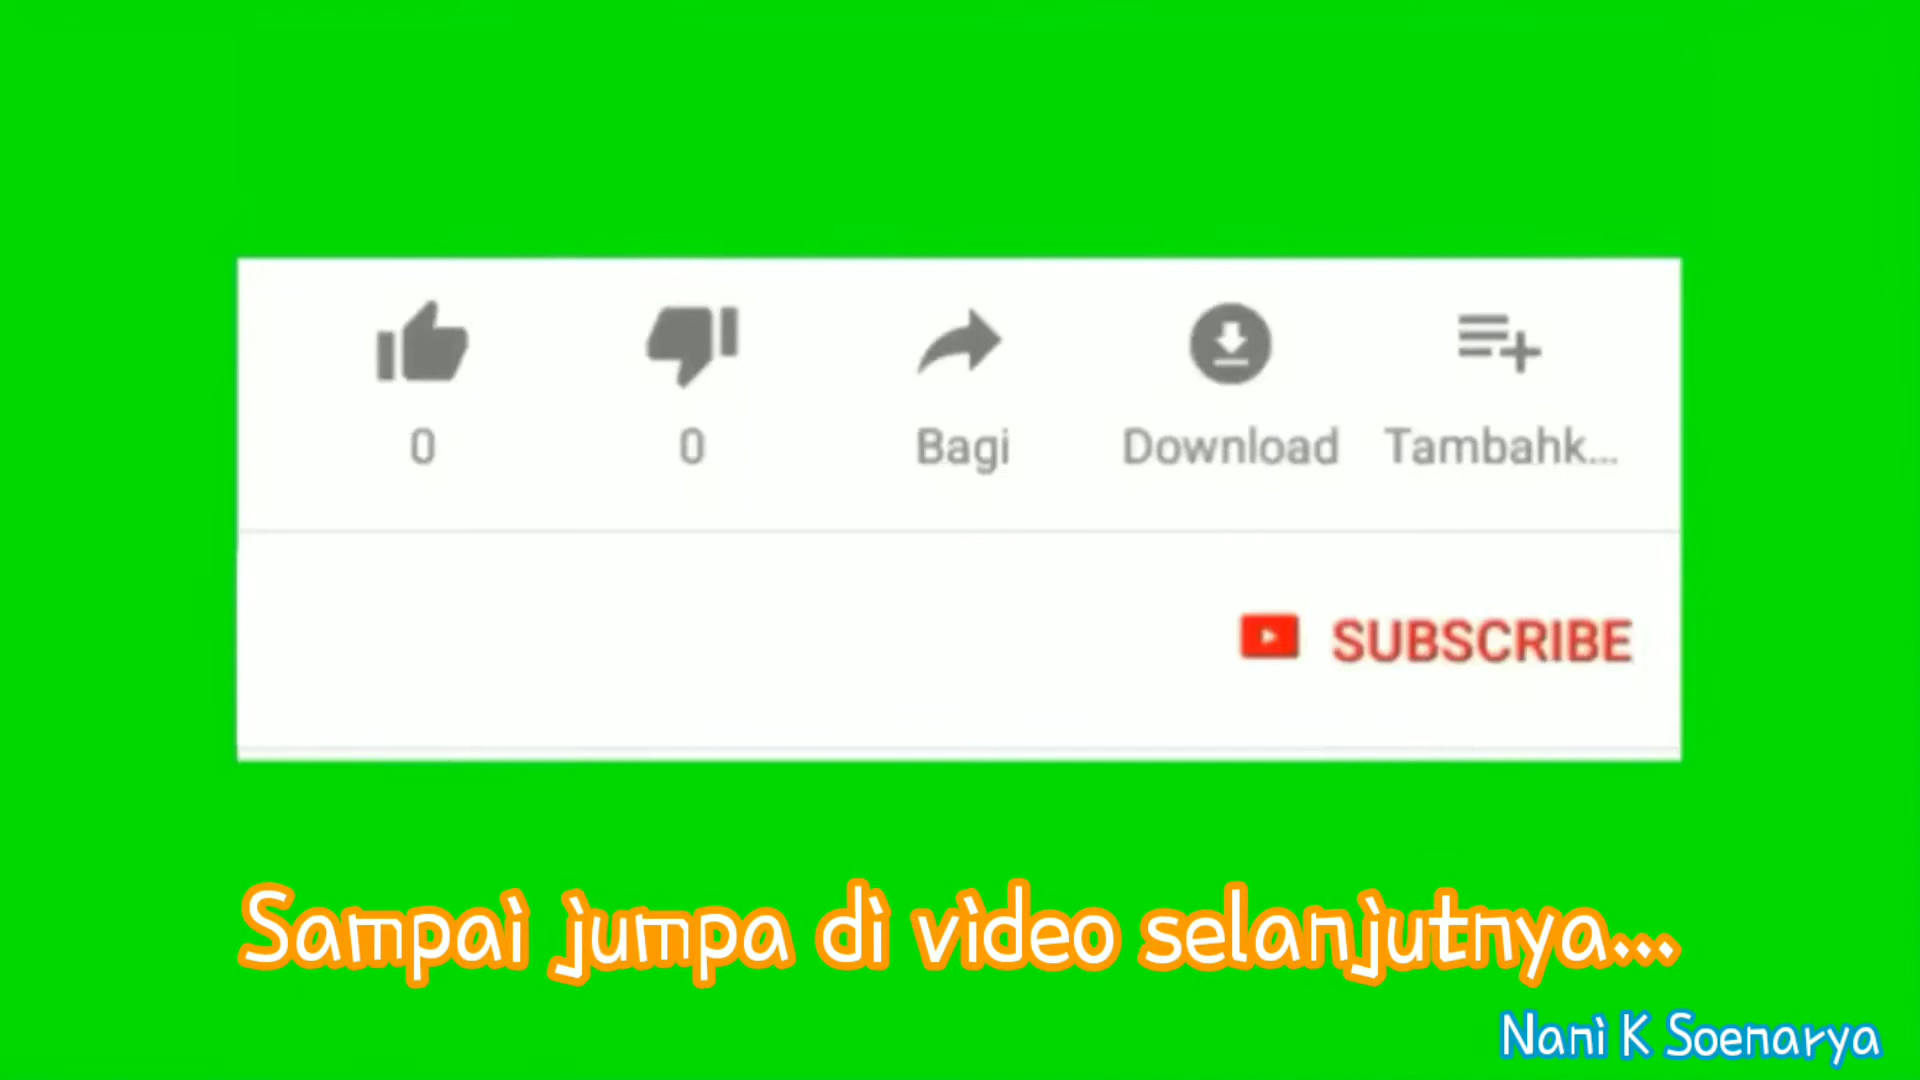 0 0 Bagi Download Tambahk...
SUBSCRIBE
Sampai jumpa di video selanjutnya...
Nani K Soenarya